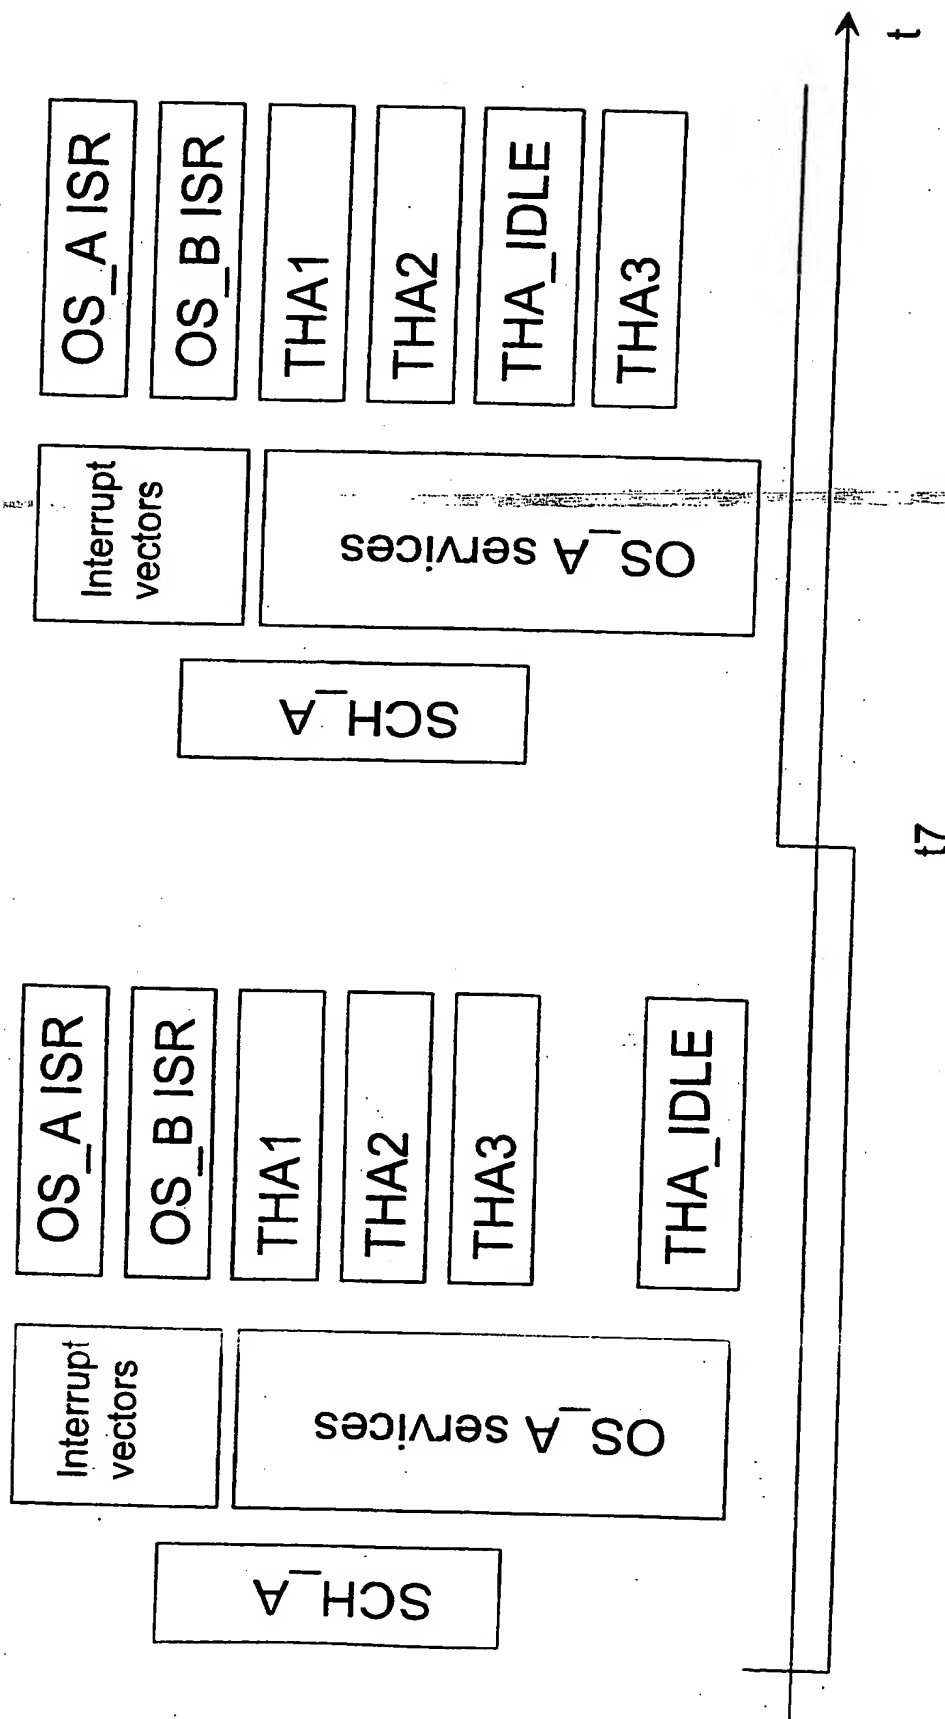 SCH_A
Interrupt
vectors
OS_A services
OS_A ISR
OS_B ISR
THA1
THA2
THA3
THA_IDLE
SCH_A
Interrupt
vectors
OS_A services
OS_A ISR
OS_B ISR
THA1
THA2
THA_IDLE
THA3
t7
t